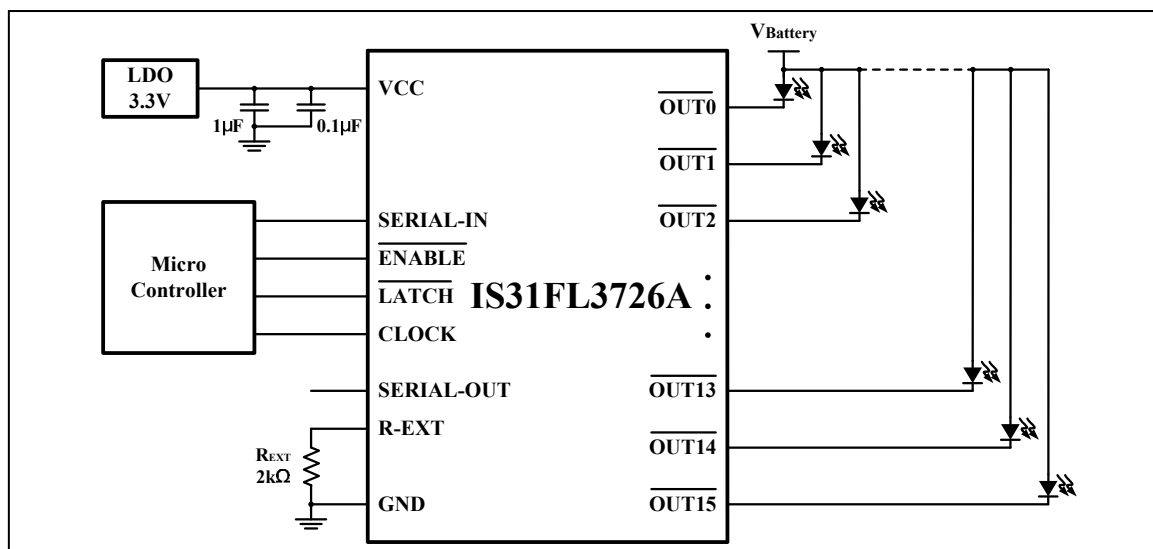 VBattery
LDO
3.3V
VCC
1µF
0.1µF
OUT0
OUT1
SERIAL-IN
OUT2
Micro
Controller
ENABLE
LATCH
IS31FL3726A
CLOCK
SERIAL-OUT
OUT13
R-EXT
OUT14
REXT
2kΩ
GND
OUT15